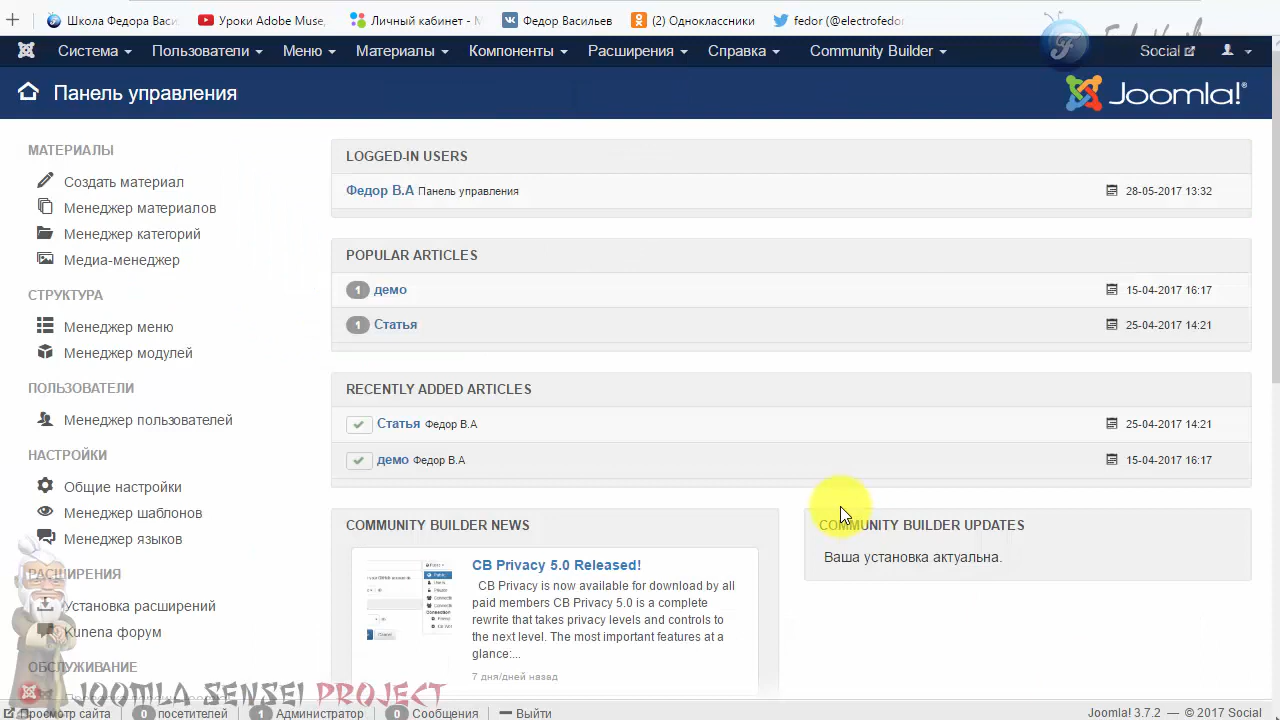 Школа Федора Васи
Уроки Adobe Muse,
Личный кабинет -
Федор Васильев
(2) Одноклассники
fedor (@electrofedor
Система
Пользователи
Меню
Материалы
Компоненты
Расширения
Справка
Community Builder
Social
Панель управления
Joomla!
МАТЕРИАЛЫ
Создать материал
Менеджер материалов
Менеджер категорий
Медиа-менеджер
СТРУКТУРА
Менеджер меню
Менеджер модулей
ПОЛЬЗОВАТЕЛИ
Менеджер пользователей
НАСТРОЙКИ
Общие настройки
Менеджер шаблонов
Менеджер языков
РАСШИРЕНИЯ
Установка расширений
Kunena форум
ОБСЛУЖИВАНИЕ
LOGGED-IN USERS
Федор В.А Панель управления 28-05-2017 13:32
POPULAR ARTICLES
1 демо 15-04-2017 16:17
1 Статья 25-04-2017 14:21
RECENTLY ADDED ARTICLES
Статья Федор В.А 25-04-2017 14:21
демо Федор В.А 15-04-2017 16:17
COMMUNITY BUILDER NEWS
CB Privacy 5.0 Released!
CB Privacy is now available for download by all
paid members CB Privacy 5.0 is a complete
rewrite that takes privacy levels and controls to
the next level. The most important features at a
glance:...
7 дня/дней назад
COMMUNITY BUILDER UPDATES
Ваша установка актуальна.
JOOMLA SENSEI PROJECT
Просмотр сайта 0 посетителей 1 Администратор 0 Сообщения Выйти
Joomla! 3.7.2 — © 2017 Social